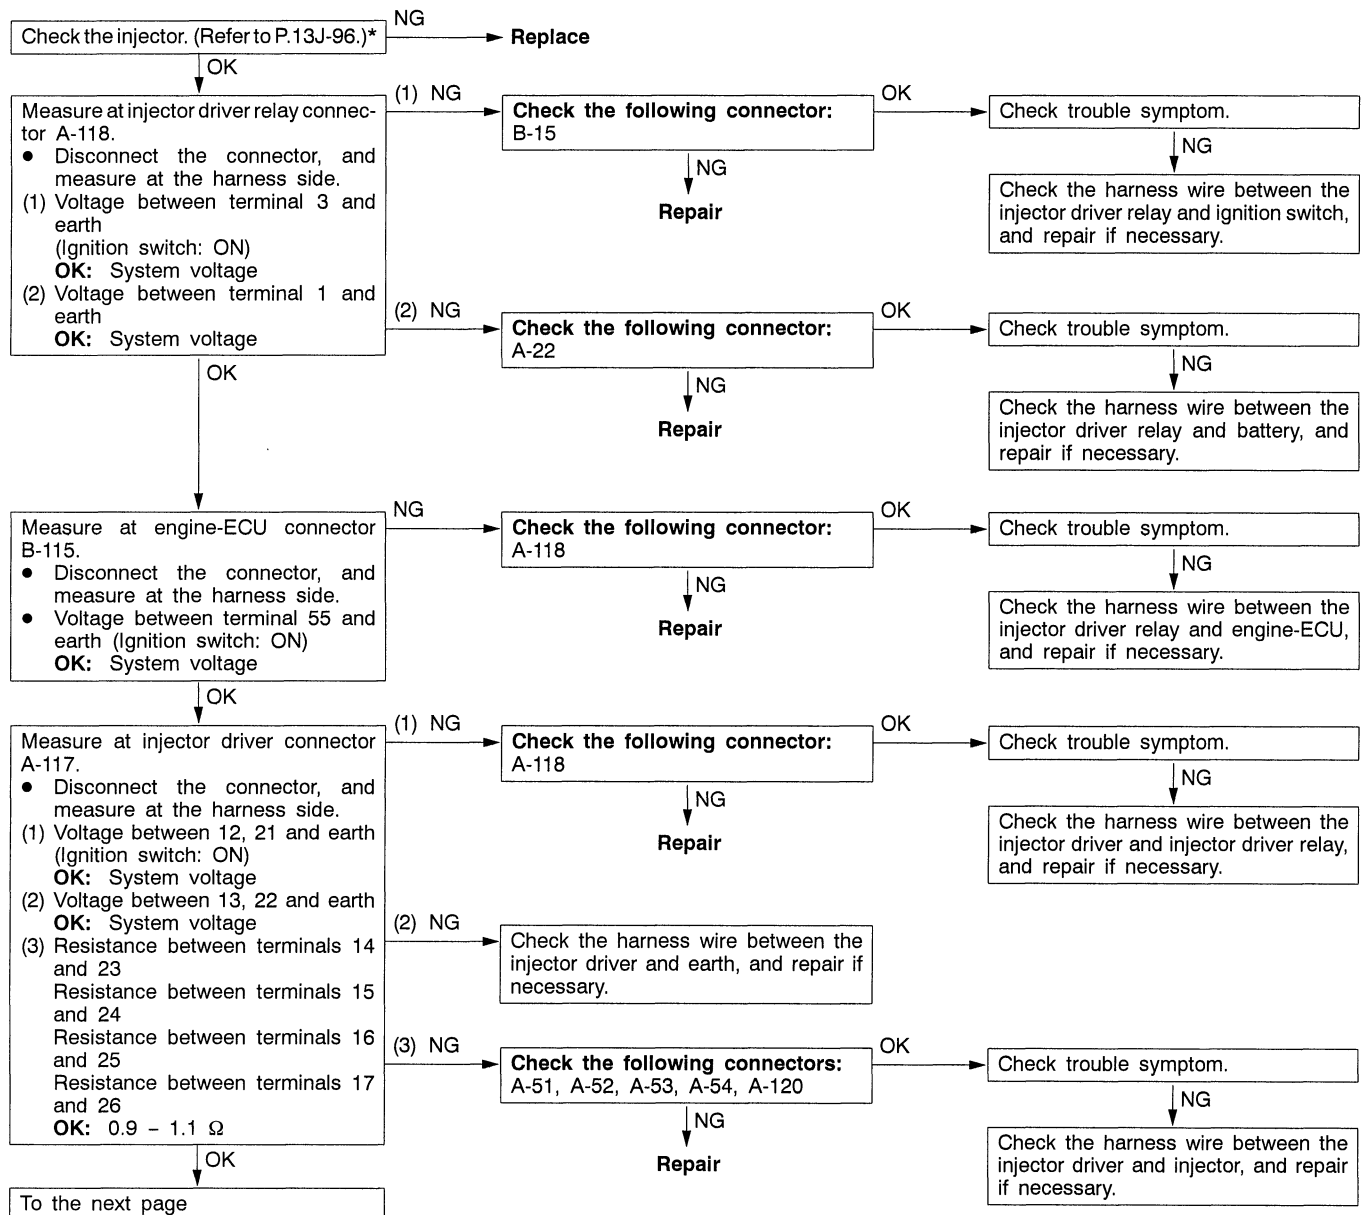 Check the injector. (Refer to P.13J-96.)*
NG
Replace
OK
Measure at injector driver relay connec-
tor A-118.
● Disconnect the connector, and
measure at the harness side.
(1) Voltage between terminal 3 and
earth
(Ignition switch: ON)
OK: System voltage
(2) Voltage between terminal 1 and
earth
OK: System voltage
(1) NG
Check the following connector:
B-15
OK
Check trouble symptom.
NG
Repair
NG
Check the harness wire between the
injector driver relay and ignition switch,
and repair if necessary.
(2) NG
Check the following connector:
A-22
OK
Check trouble symptom.
NG
Repair
NG
Check the harness wire between the
injector driver relay and battery, and
repair if necessary.
OK
Measure at engine-ECU connector
B-115.
● Disconnect the connector, and
measure at the harness side.
● Voltage between terminal 55 and
earth (Ignition switch: ON)
OK: System voltage
NG
Check the following connector:
A-118
OK
Check trouble symptom.
NG
Repair
NG
Check the harness wire between the
injector driver relay and engine-ECU,
and repair if necessary.
OK
Measure at injector driver connector
A-117.
● Disconnect the connector, and
measure at the harness side.
(1) Voltage between 12, 21 and earth
(Ignition switch: ON)
OK: System voltage
(2) Voltage between 13, 22 and earth
OK: System voltage
(3) Resistance between terminals 14
and 23
Resistance between terminals 15
and 24
Resistance between terminals 16
and 25
Resistance between terminals 17
and 26
OK: 0.9 – 1.1 Ω
(1) NG
Check the following connector:
A-118
OK
Check trouble symptom.
NG
Repair
NG
Check the harness wire between the
injector driver and injector driver relay,
and repair if necessary.
(2) NG
Check the harness wire between the
injector driver and earth, and repair if
necessary.
(3) NG
Check the following connectors:
A-51, A-52, A-53, A-54, A-120
OK
Check trouble symptom.
NG
Repair
NG
Check the harness wire between the
injector driver and injector, and repair
if necessary.
OK
To the next page